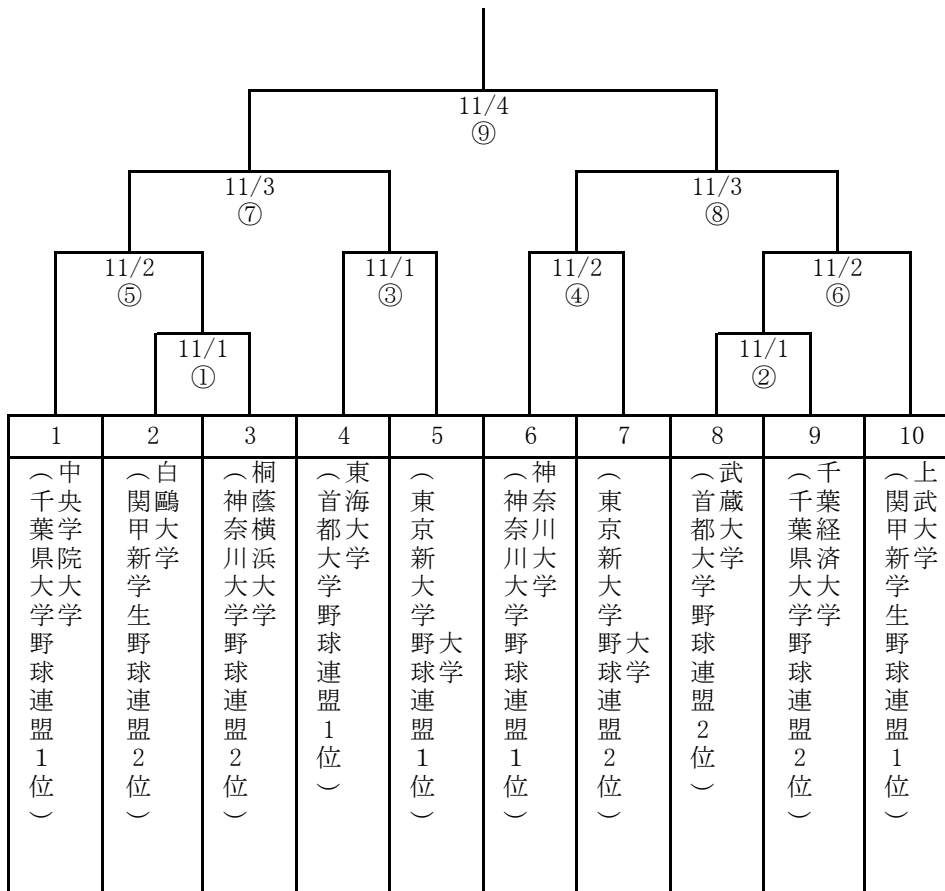 11/4
⑨
11/3
⑦
11/3
⑧
11/2
⑤
11/1
③
11/2
④
11/2
⑥
11/1
①
11/1
②
1
2
3
4
5
6
7
8
9
10
中央学院大学
（千葉県大学野球連盟1位）
白鷗大学
（関甲新学生野球連盟2位）
桐蔭横浜大学
（神奈川大学野球連盟2位）
東海大学
（首都大学野球連盟1位）
大学
（東京新大学野球連盟1位）
神奈川大学
（神奈川大学野球連盟1位）
大学
（東京新大学野球連盟2位）
武蔵大学
（首都大学野球連盟2位）
千葉経済大学
（千葉県大学野球連盟2位）
上武大学
（関甲新学生野球連盟1位）